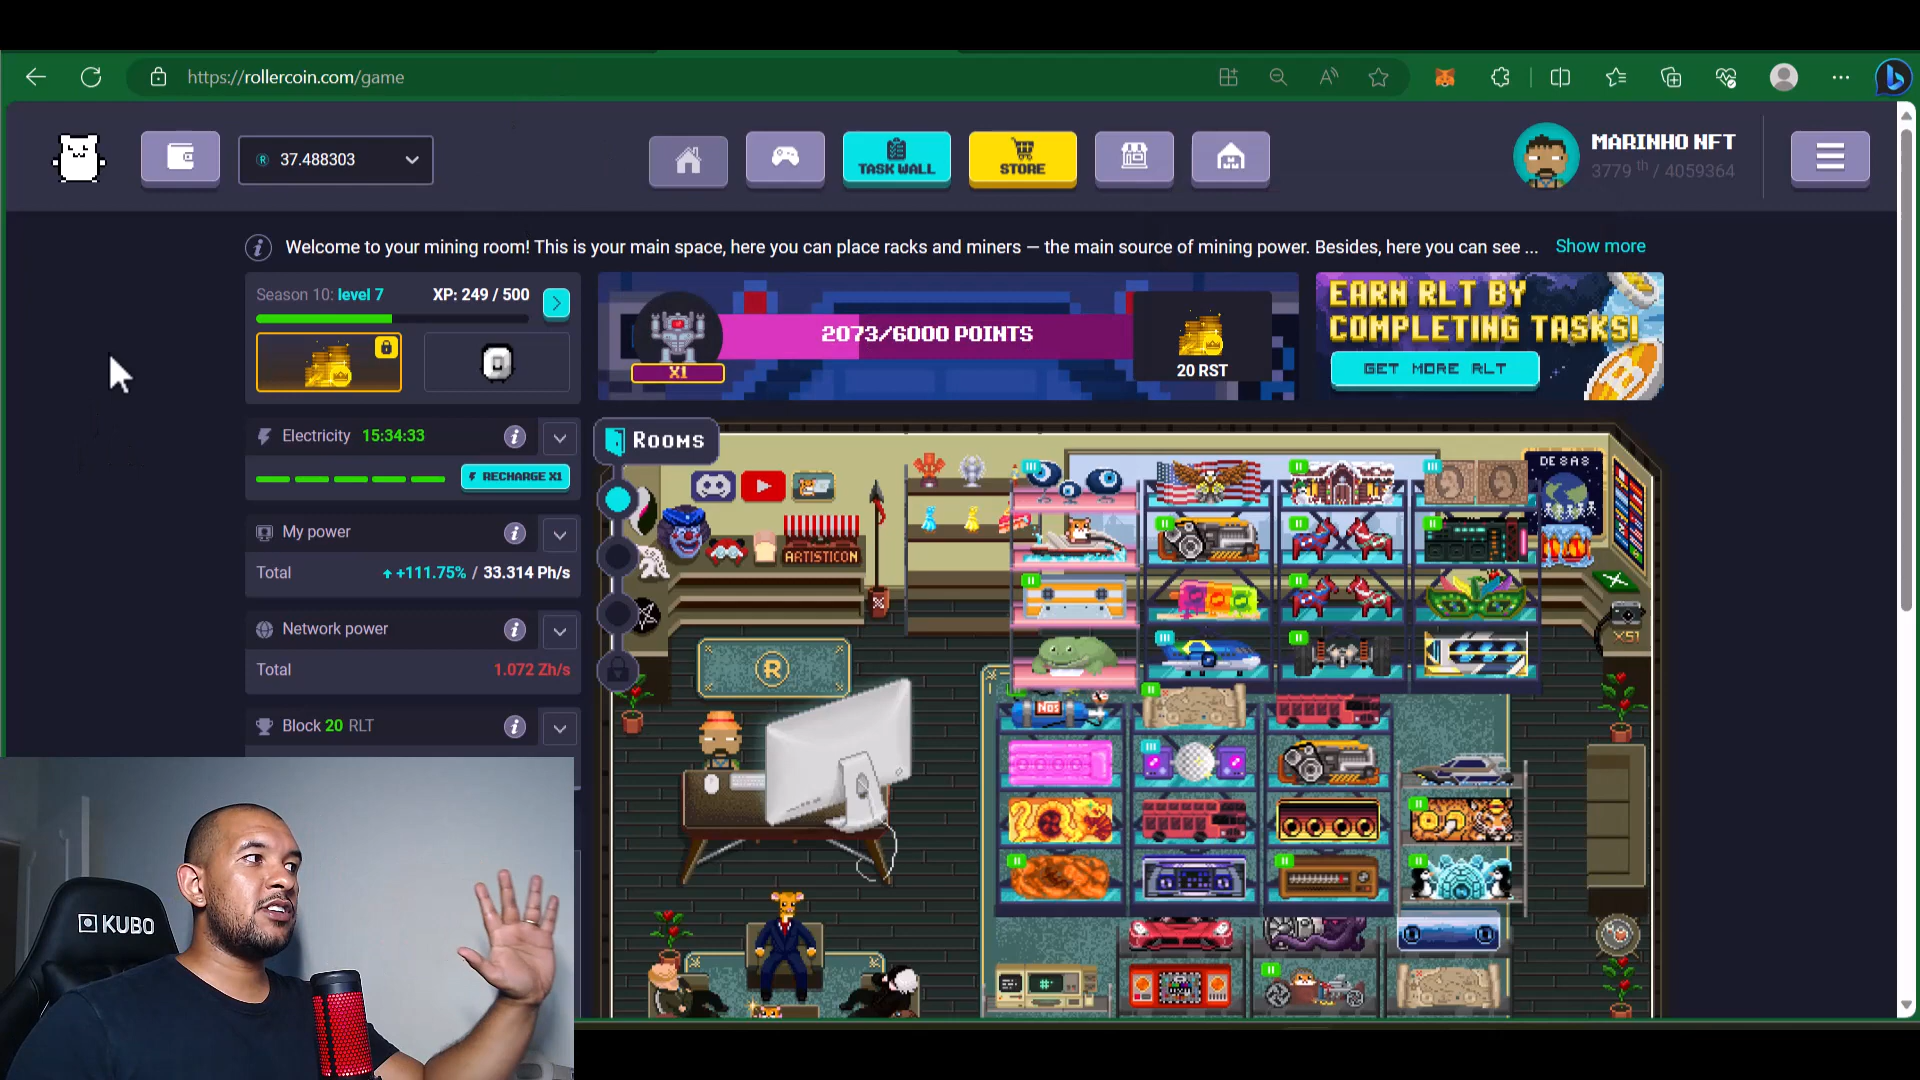 https://rollercoin.com/game
37.488303
TASK WALL
STORE
MARINHO NFT
3779 th / 4059364
Welcome to your mining room! This is your main space, here you can place racks and miners — the main source of mining power. Besides, here you can see ... Show more
Season 10: level 7 XP: 249 / 500
2073/6000 POINTS
X1
20 RST
EARN RLT BY
COMPLETING TASKS!
GET MORE RLT
Electricity 15:34:33
RECHARGE X1
My power
Total +111.75% / 33.314 Ph/s
Network power
Total 1.072 Zh/s
Block 20 RLT
ROOMS
ARTISTICON
NOS
KUBO